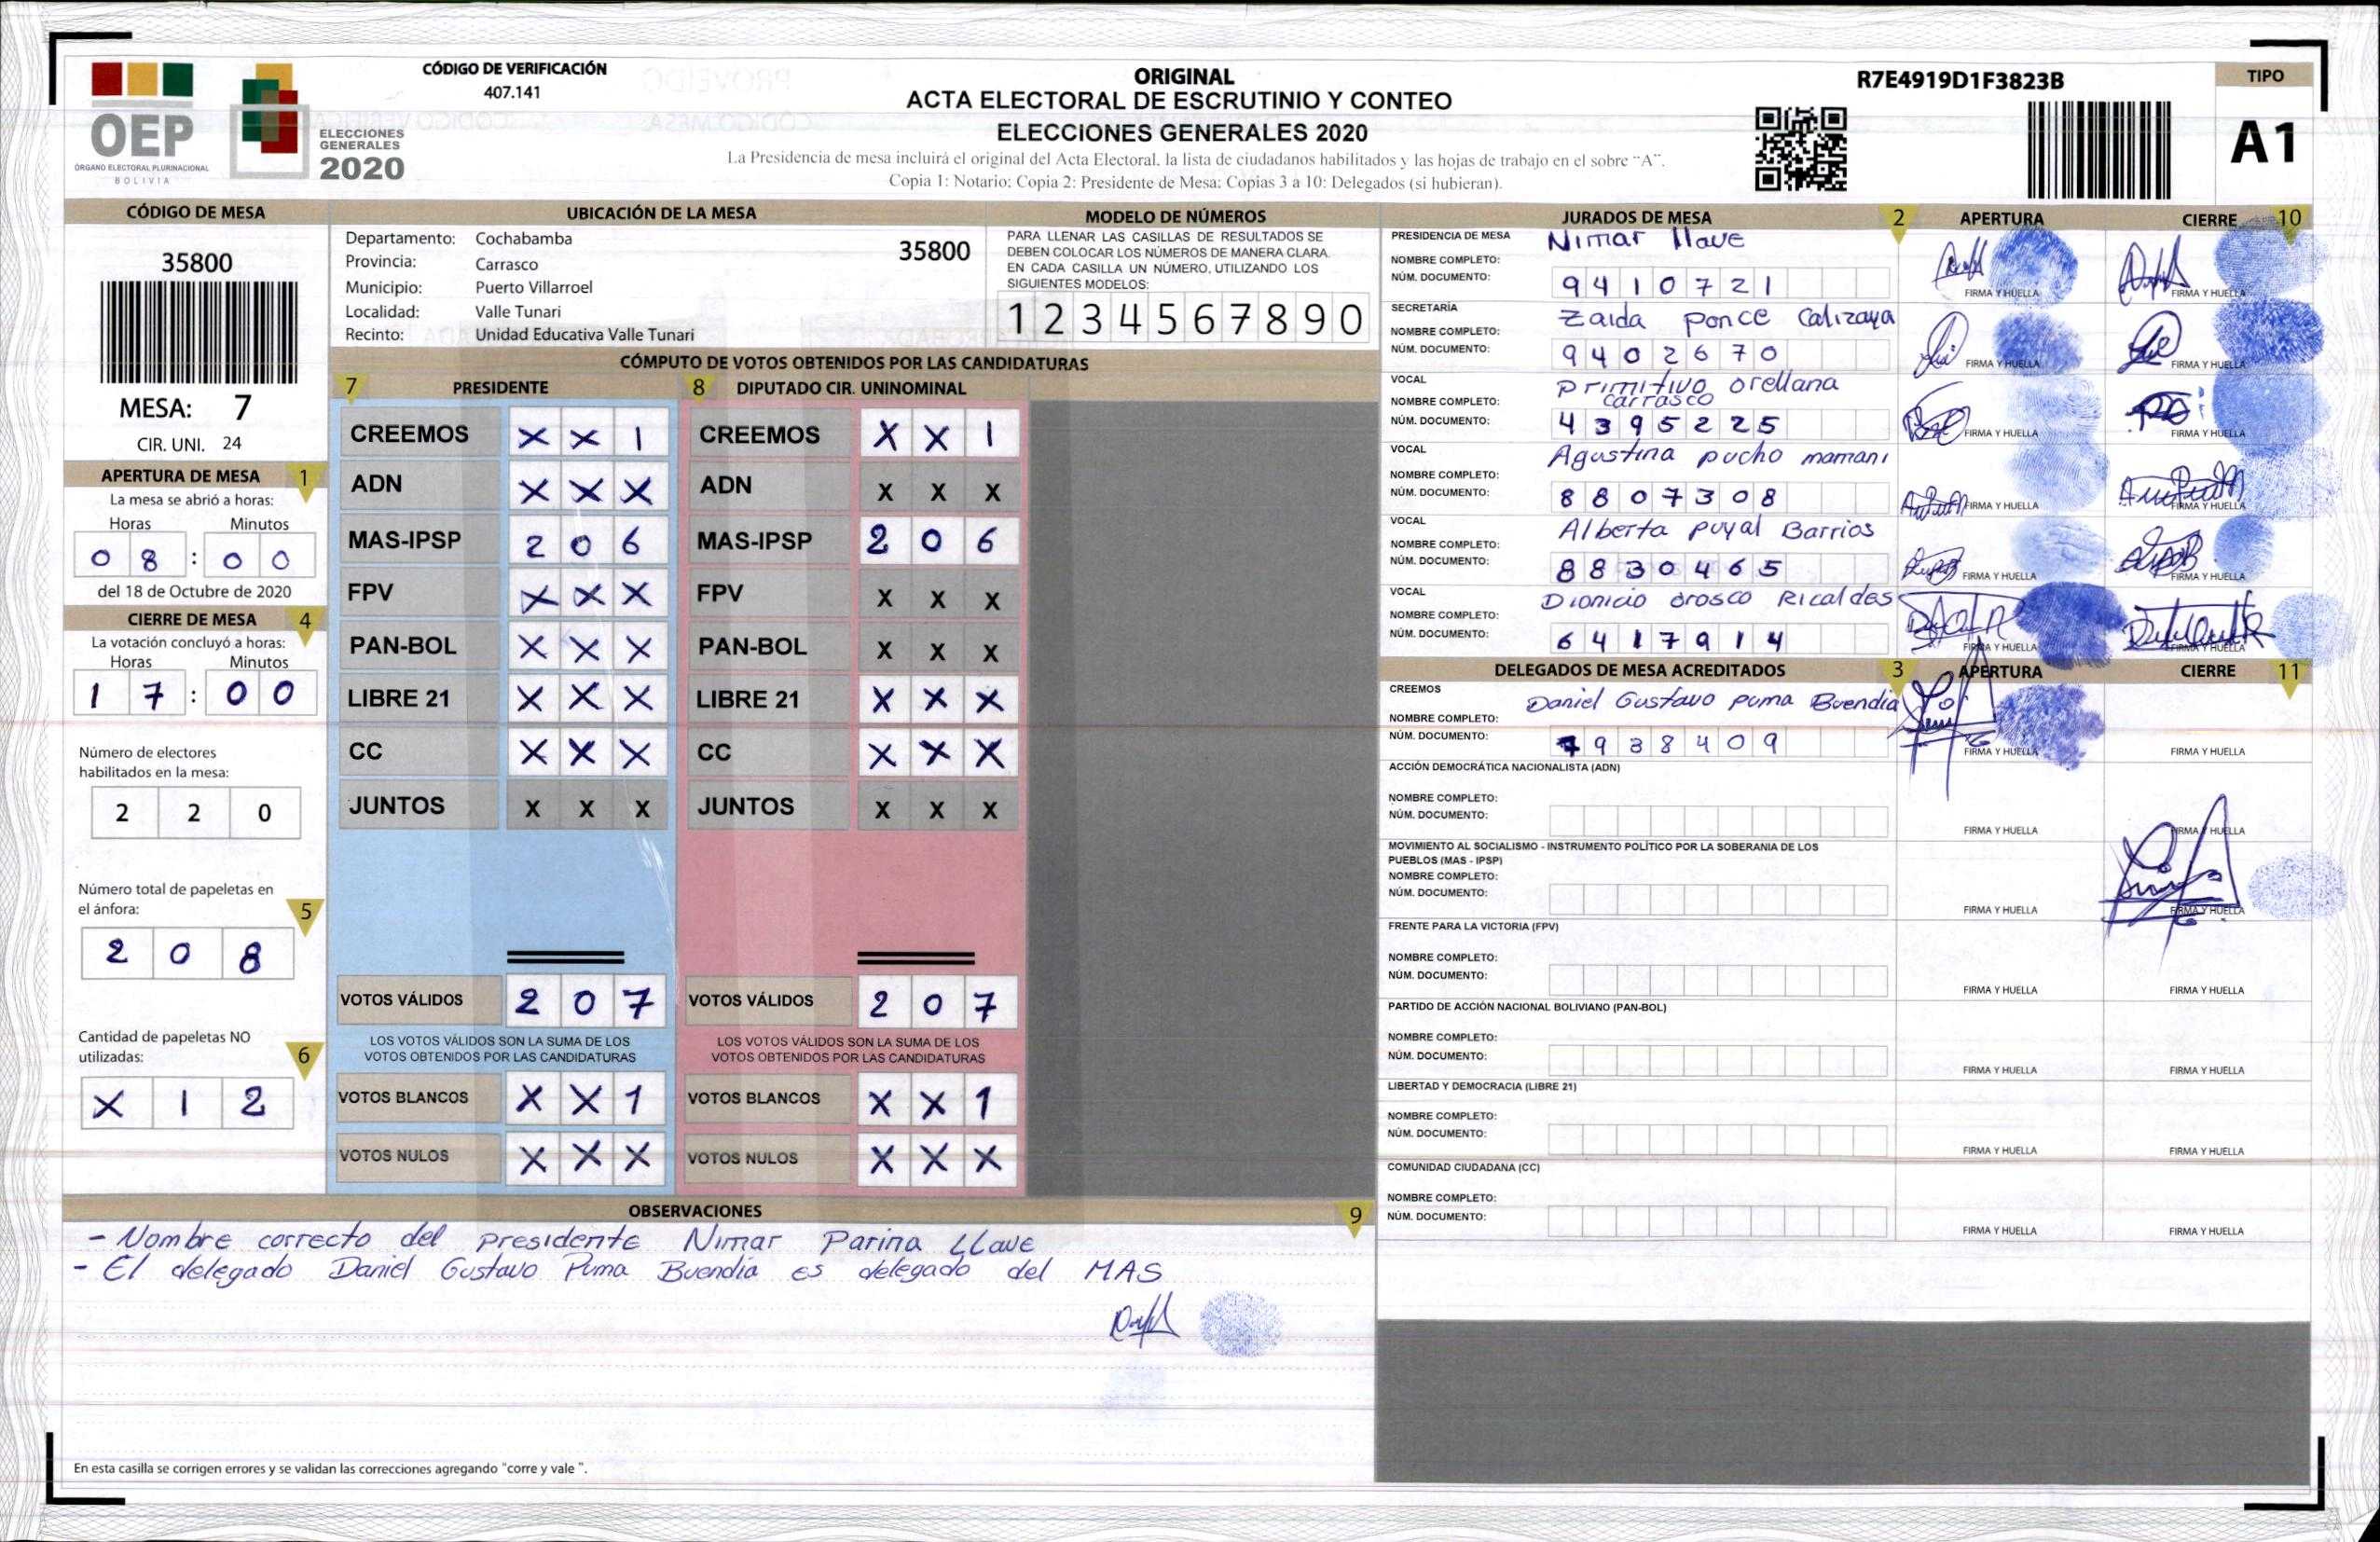 CÓDIGO DE VERIFICACIÓN
407.141
OEP
ÓRGANO ELECTORAL PLURINACIONAL
BOLIVIA
ELECCIONES
GENERALES
2020
ORIGINAL
ACTA ELECTORAL DE ESCRUTINIO Y CONTEO
ELECCIONES GENERALES 2020
La Presidencia de mesa incluirá el original del Acta Electoral, la lista de ciudadanos habilitados y las hojas de trabajo en el sobre "A".
Copia 1: Notario: Copia 2: Presidente de Mesa: Copias 3 a 10: Delegados (si hubieran).
R7E4919D1F3823B
TIPO
A1
CÓDIGO DE MESA
35800
MESA: 7
CIR. UNI. 24
APERTURA DE MESA 1
La mesa se abrió a horas:
Horas Minutos
0 8 : 0 0
del 18 de Octubre de 2020
CIERRE DE MESA 4
La votación concluyó a horas:
Horas Minutos
1 7 : 0 0
Número de electores
habilitados en la mesa:
2 2 0
Número total de papeletas en
el ánfora: 5
2 0 8
Cantidad de papeletas NO
utilizadas: 6
X 1 2
UBICACIÓN DE LA MESA
Departamento: Cochabamba 35800
Provincia: Carrasco
Municipio: Puerto Villarroel
Localidad: Valle Tunari
Recinto: Unidad Educativa Valle Tunari
MODELO DE NÚMEROS
PARA LLENAR LAS CASILLAS DE RESULTADOS SE
DEBEN COLOCAR LOS NÚMEROS DE MANERA CLARA.
EN CADA CASILLA UN NÚMERO, UTILIZANDO LOS
SIGUIENTES MODELOS:
1 2 3 4 5 6 7 8 9 0
CÓMPUTO DE VOTOS OBTENIDOS POR LAS CANDIDATURAS
7 PRESIDENTE 8 DIPUTADO CIR. UNINOMINAL
CREEMOS X X 1 CREEMOS X X 1
ADN X X X ADN X X X
MAS-IPSP 2 0 6 MAS-IPSP 2 0 6
FPV X X X FPV X X X
PAN-BOL X X X PAN-BOL X X X
LIBRE 21 X X X LIBRE 21 X X X
CC X X X CC X X X
JUNTOS X X X JUNTOS X X X
VOTOS VÁLIDOS 2 0 7 VOTOS VÁLIDOS 2 0 7
LOS VOTOS VÁLIDOS SON LA SUMA DE LOS LOS VOTOS VÁLIDOS SON LA SUMA DE LOS
VOTOS OBTENIDOS POR LAS CANDIDATURAS VOTOS OBTENIDOS POR LAS CANDIDATURAS
VOTOS BLANCOS X X 1 VOTOS BLANCOS X X 1
VOTOS NULOS X X X VOTOS NULOS X X X
OBSERVACIONES 9
- Nombre correcto del presidente Nimar Parina LLave
- El delegado Daniel Gustavo Puma Buendia es delegado del MAS
En esta casilla se corrigen errores y se validan las correcciones agregando "corre y vale ".
JURADOS DE MESA 2 APERTURA CIERRE 10
PRESIDENCIA DE MESA Nimar llave
NOMBRE COMPLETO:
NÚM. DOCUMENTO: 9 4 1 0 7 2 1 FIRMA Y HUELLA FIRMA Y HUELLA
SECRETARÍA Zaida Ponce Calizaya
NOMBRE COMPLETO:
NÚM. DOCUMENTO: 9 4 0 2 6 7 0 FIRMA Y HUELLA FIRMA Y HUELLA
VOCAL Primitivo orellana
NOMBRE COMPLETO: carrasco
NÚM. DOCUMENTO: 4 3 9 5 2 2 5 FIRMA Y HUELLA FIRMA Y HUELLA
VOCAL Agustina pucho mamani
NOMBRE COMPLETO:
NÚM. DOCUMENTO: 8 8 0 7 3 0 8 FIRMA Y HUELLA FIRMA Y HUELLA
VOCAL Alberta puyal Barrios
NOMBRE COMPLETO:
NÚM. DOCUMENTO: 8 8 3 0 4 6 5 FIRMA Y HUELLA FIRMA Y HUELLA
VOCAL Dionicio orosco Ricaldes
NOMBRE COMPLETO:
NÚM. DOCUMENTO: 6 4 1 7 9 1 4 FIRMA Y HUELLA FIRMA Y HUELLA
DELEGADOS DE MESA ACREDITADOS 3 APERTURA CIERRE 11
CREEMOS Daniel Gustavo puma Buendia
NOMBRE COMPLETO:
NÚM. DOCUMENTO: 7 9 3 8 4 0 9 FIRMA Y HUELLA FIRMA Y HUELLA
ACCIÓN DEMOCRÁTICA NACIONALISTA (ADN)
NOMBRE COMPLETO:
NÚM. DOCUMENTO: FIRMA Y HUELLA FIRMA Y HUELLA
MOVIMIENTO AL SOCIALISMO - INSTRUMENTO POLÍTICO POR LA SOBERANIA DE LOS
PUEBLOS (MAS - IPSP)
NOMBRE COMPLETO:
NÚM. DOCUMENTO: FIRMA Y HUELLA FIRMA Y HUELLA
FRENTE PARA LA VICTORIA (FPV)
NOMBRE COMPLETO:
NÚM. DOCUMENTO: FIRMA Y HUELLA FIRMA Y HUELLA
PARTIDO DE ACCIÓN NACIONAL BOLIVIANO (PAN-BOL)
NOMBRE COMPLETO:
NÚM. DOCUMENTO: FIRMA Y HUELLA FIRMA Y HUELLA
LIBERTAD Y DEMOCRACIA (LIBRE 21)
NOMBRE COMPLETO:
NÚM. DOCUMENTO: FIRMA Y HUELLA FIRMA Y HUELLA
COMUNIDAD CIUDADANA (CC)
NOMBRE COMPLETO:
NÚM. DOCUMENTO: FIRMA Y HUELLA FIRMA Y HUELLA